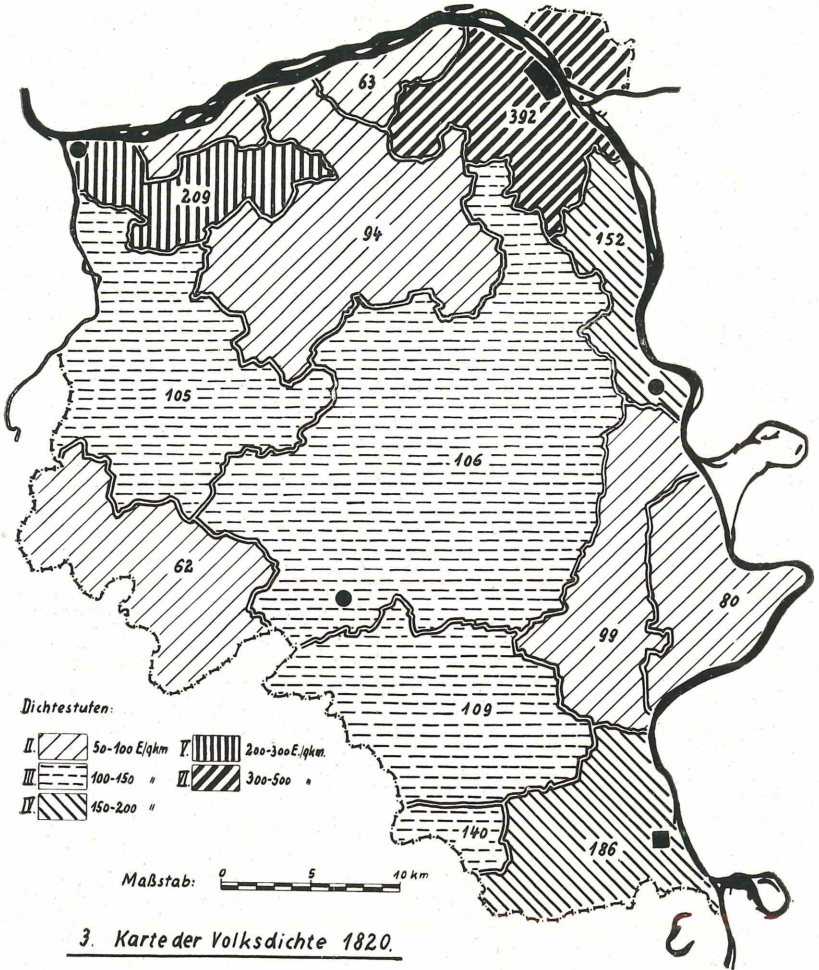 63
392
209
94
152
105
106
62
80
99
109
Dichtestufen:
II. 50-100 E/qkm
III. 100-150 "
IV. 150-200 "
V. 200-300 E./qkm.
VI. 300-500 "
140
186
Maßstab: 0 5 10 km
3. Karte der Volksdichte 1820.